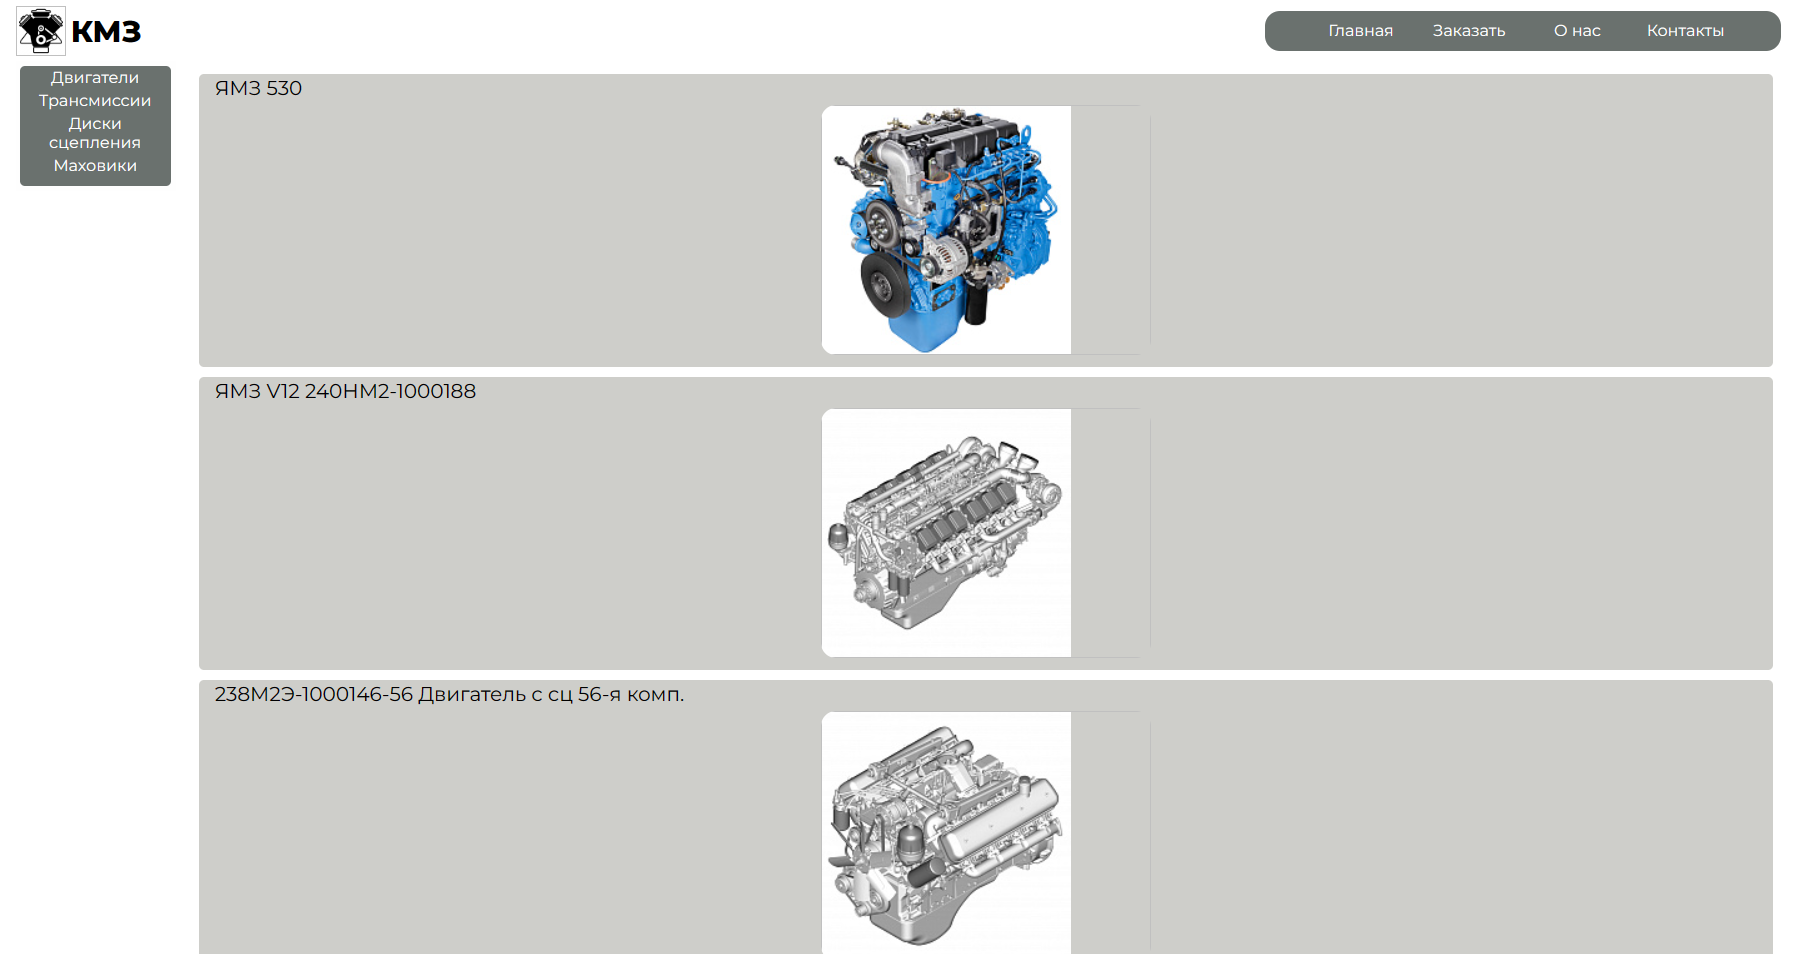 КМЗ
Главная Заказать О нас Контакты
Двигатели
Трансмиссии
Диски
сцепления
Маховики
ЯМЗ 530
ЯМЗ V12 240НМ2-1000188
238М2Э-1000146-56 Двигатель с сц 56-я комп.